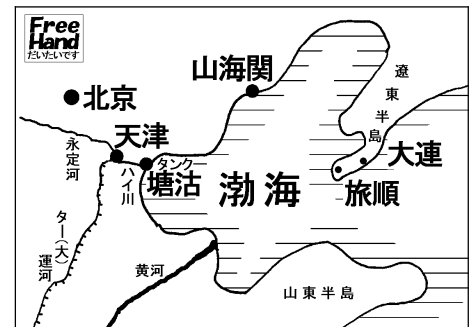 Free
Hand
だいたいです
山海関
北京
遼東半島
天津
大連
永定河
タンクー
塘沽
ハイ川
渤海
旅順
ター(大)
運河
黄河
山東半島